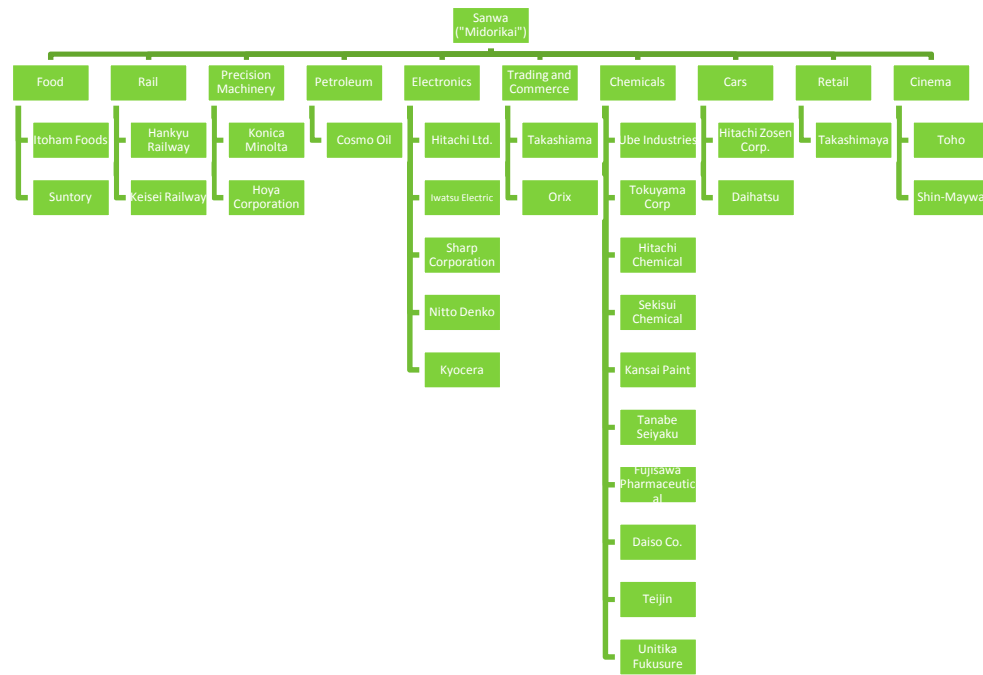 Sanwa
("Midorikai")
Food
Rail
Precision
Machinery
Petroleum
Electronics
Trading and
Commerce
Chemicals
Cars
Retail
Cinema
Itoham Foods
Suntory
Hankyu
Railway
Keisei Railway
Konica
Minolta
Hoya
Corporation
Cosmo Oil
Hitachi Ltd.
Iwatsu Electric
Sharp
Corporation
Nitto Denko
Kyocera
Takashiama
Orix
Ube Industries
Tokuyama
Corp
Hitachi
Chemical
Sekisui
Chemical
Kansai Paint
Tanabe
Seiyaku
Fujisawa
Pharmaceutic
al
Daiso Co.
Teijin
Unitika
Fukusure
Hitachi Zosen
Corp.
Daihatsu
Takashimaya
Toho
Shin-Maywa